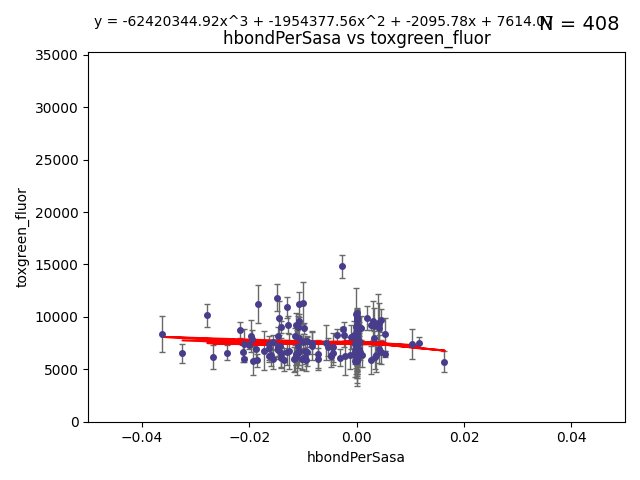 y = -62420344.92x^3 + -1954377.56x^2 + -2095.78x + 7614.07
N = 408
hbondPerSasa vs toxgreen_fluor
35000
30000
25000
20000
15000
10000
5000
0
toxgreen_fluor
-0.04
-0.02
0.00
0.02
0.04
hbondPerSasa